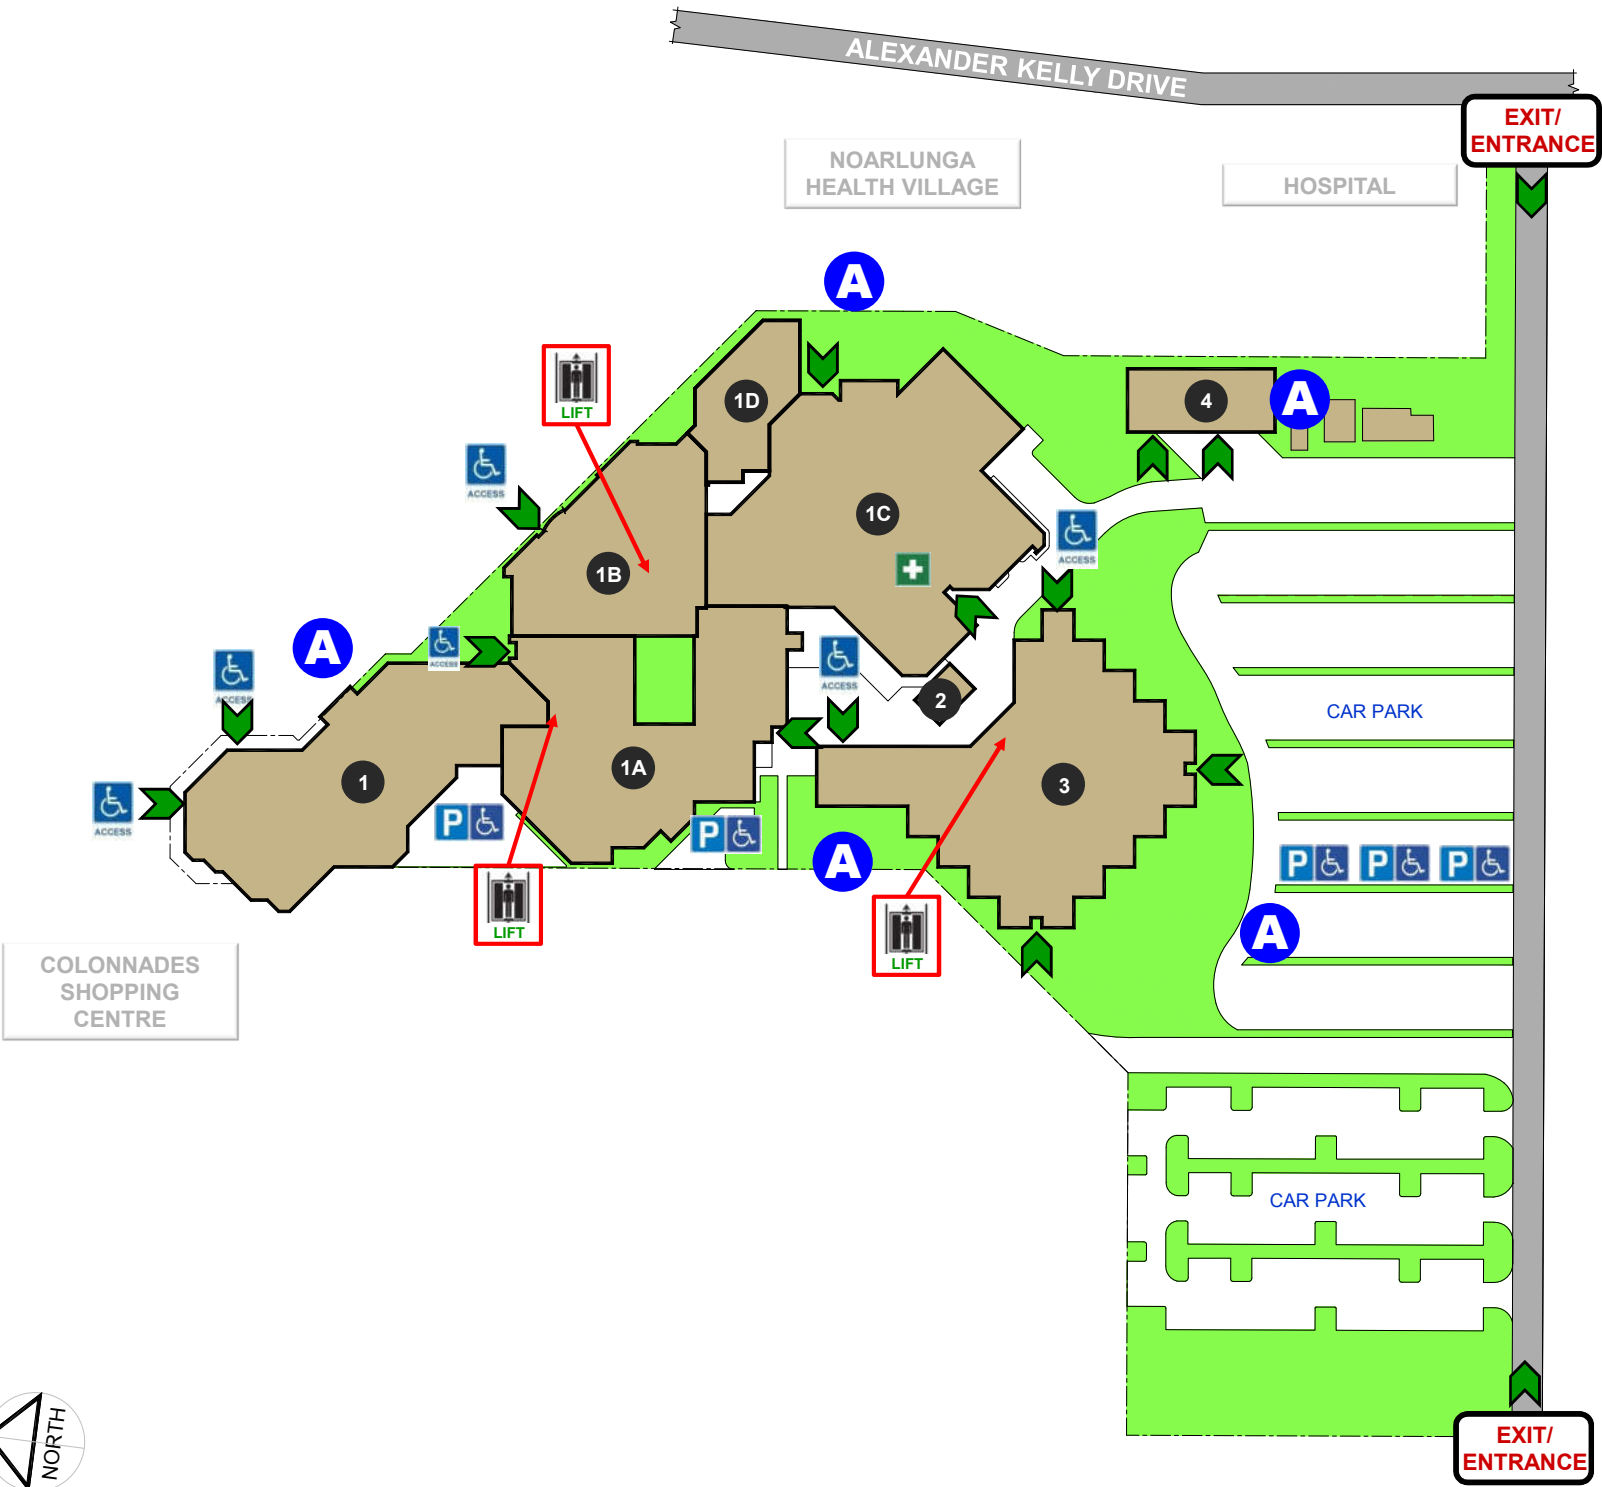 ALEXANDER KELLY DRIVE
EXIT/
ENTRANCE
NOARLUNGA
HEALTH VILLAGE
HOSPITAL
A
LIFT
1D
4
A
ACCESS
1C
ACCESS
1B
A
ACCESS
ACCESS
ACCESS
2
CAR PARK
1
1A
3
ACCESS
P
P
A
P
P
P
LIFT
LIFT
A
COLONNADES
SHOPPING
CENTRE
CAR PARK
NORTH
EXIT/
ENTRANCE